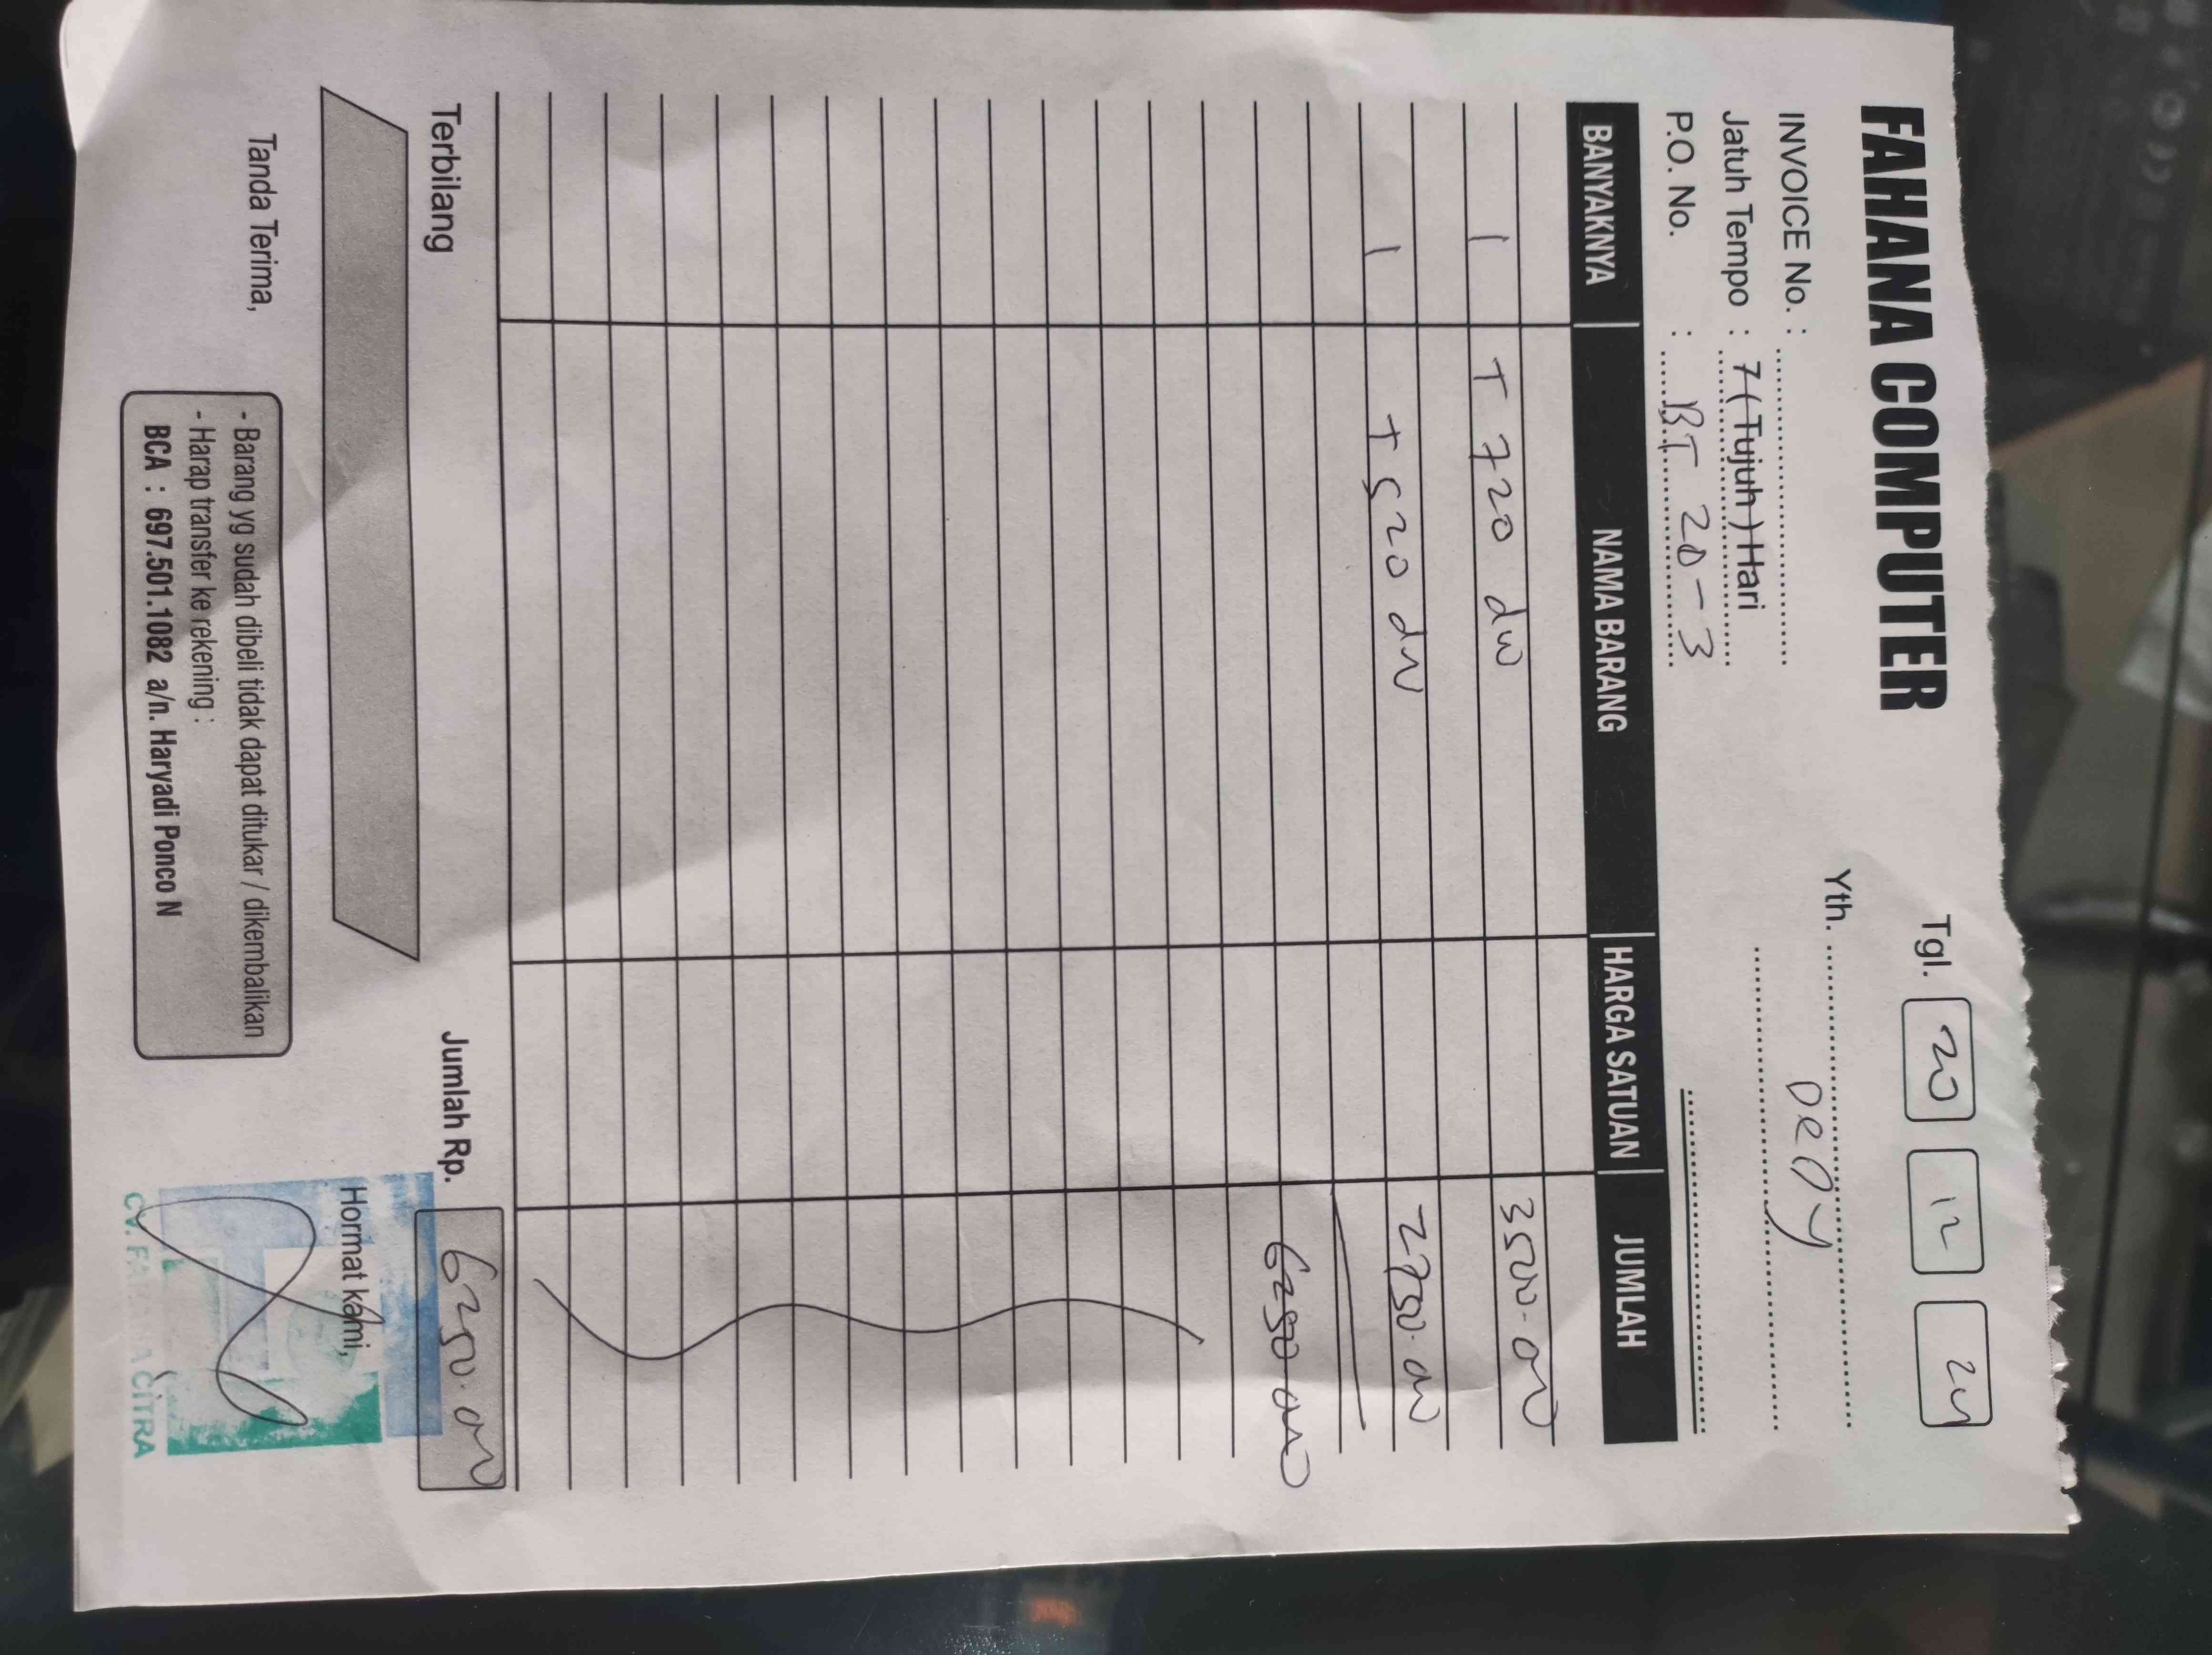 FAHANA COMPUTER
Tgl. 20 12 24
INVOICE No. :
Yth. Dedy
Jatuh Tempo : 7 ( Tujuh ) Hari
P.O. No. : BT 20-3
BANYAKNYA NAMA BARANG HARGA SATUAN JUMLAH
1 T 720 dw 3500.000
1 T 520 dw 2750.000
6250.000
Terbilang Jumlah Rp. 6250.000
Tanda Terima,
- Barang yg sudah dibeli tidak dapat ditukar / dikembalikan
- Harap transfer ke rekening :
BCA : 697.501.1082 a/n. Haryadi Ponco N
Hormat kami,
CV. CITRA